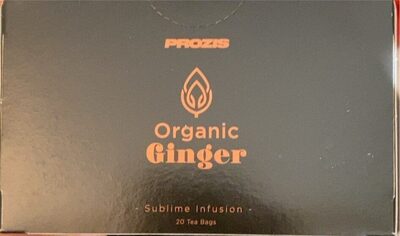 PROZIS
Organic
Ginger
- Sublime Infusion -
20 Tea Bags